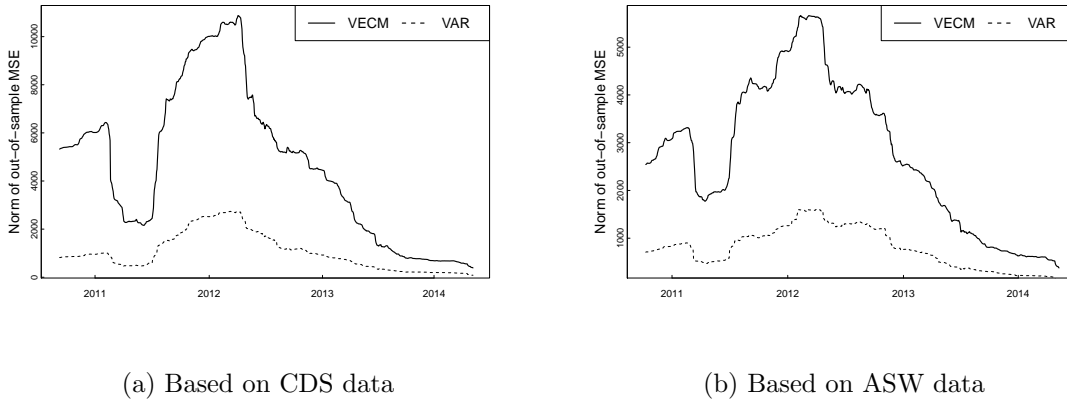 VECM VAR
Norm of out−of−sample MSE
10000
8000
6000
4000
2000
0
2011 2012 2013 2014
(a) Based on CDS data
VECM VAR
Norm of out−of−sample MSE
5000
4000
3000
2000
1000
2011 2012 2013 2014
(b) Based on ASW data